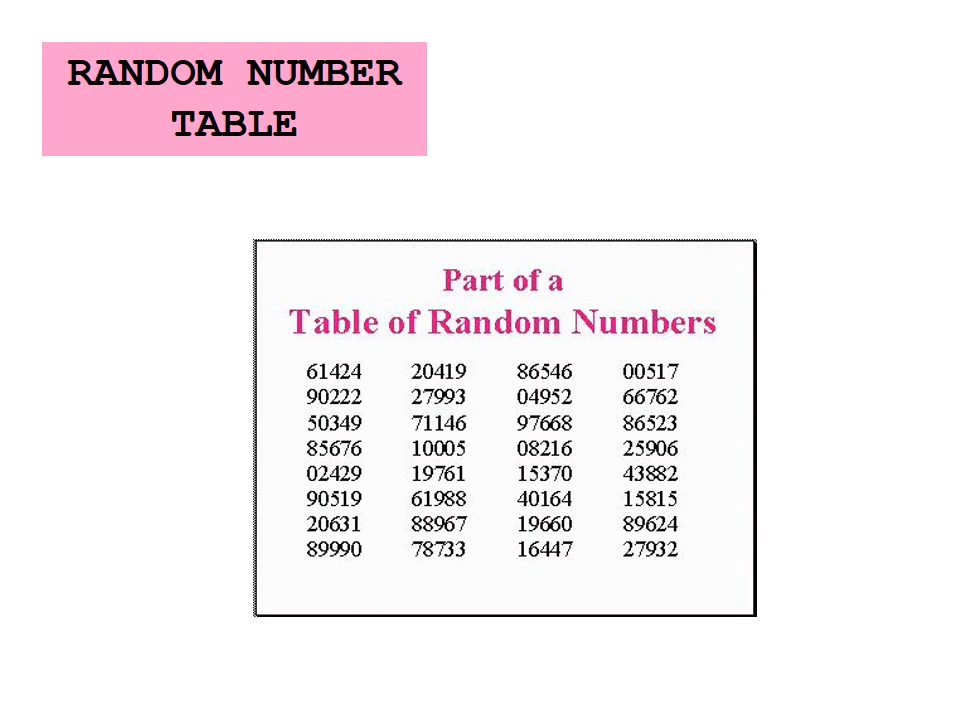 RANDOM NUMBER
TABLE
Part of a
Table of Random Numbers
61424 20419 86546 00517
90222 27993 04952 66762
50349 71146 97668 86523
85676 10005 08216 25906
02429 19761 15370 43882
90519 61988 40164 15815
20631 88967 19660 89624
89990 78733 16447 27932